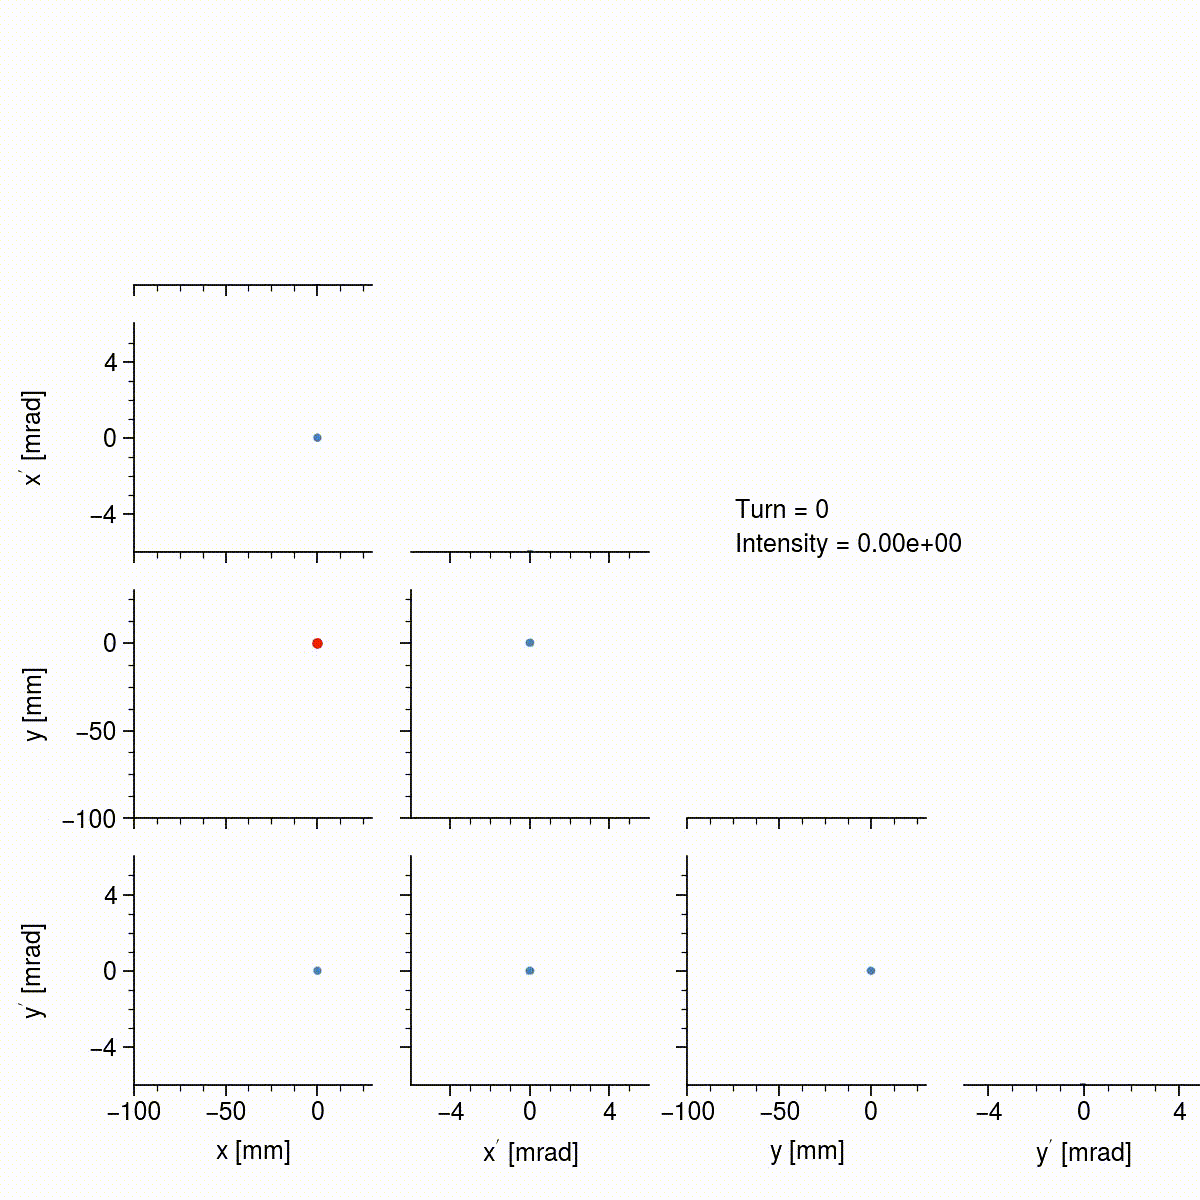 4
0
−4
x′ [mrad]
Turn = 0
Intensity = 0.00e+00
0
−50
−100
y [mm]
4
0
−4
y′ [mrad]
−100 −50 0
−4 0 4
−100 −50 0
−4 0 4
x [mm]
x′ [mrad]
y [mm]
y′ [mrad]